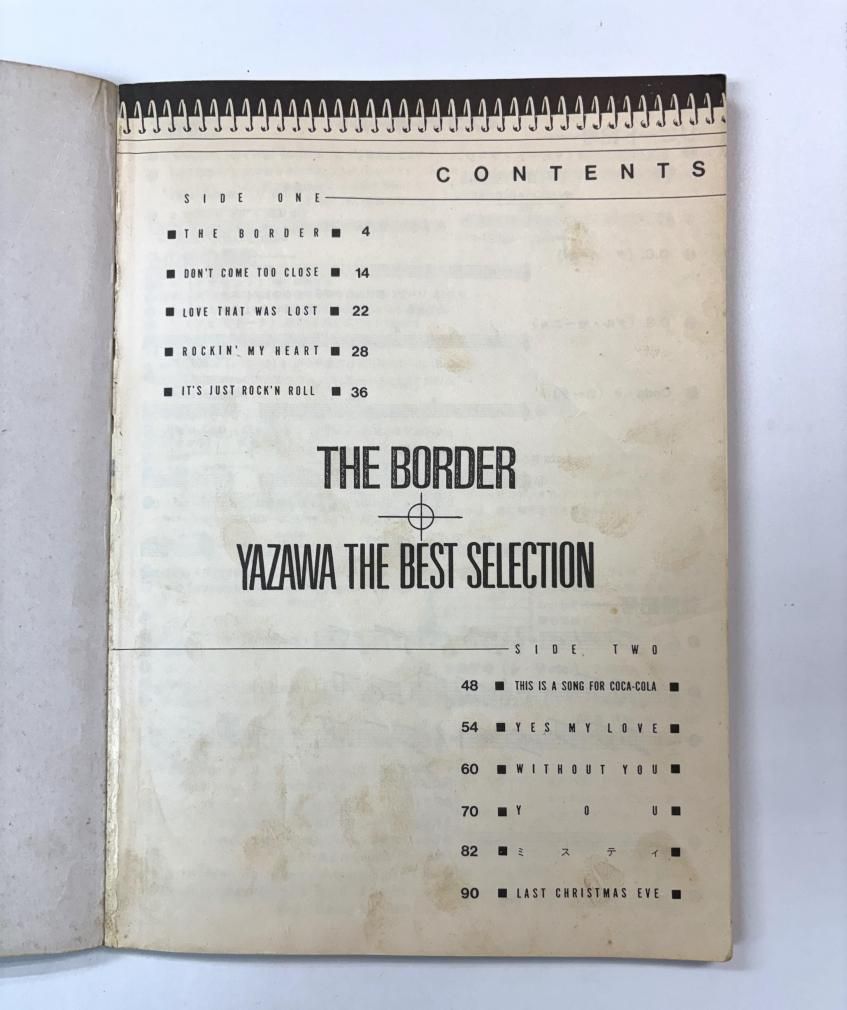 CONTENTS
SIDE ONE
■ THE BORDER ■ 4
■ DON'T COME TOO CLOSE ■ 14
■ LOVE THAT WAS LOST ■ 22
■ ROCKIN' MY HEART ■ 28
■ IT'S JUST ROCK'N ROLL ■ 36
THE BORDER
YAZAWA THE BEST SELECTION
SIDE TWO
48 ■ THIS IS A SONG FOR COCA-COLA ■
54 ■ YES MY LOVE ■
60 ■ WITHOUT YOU ■
70 ■ YOU ■
82 ■ ミスティ ■
90 ■ LAST CHRISTMAS EVE ■